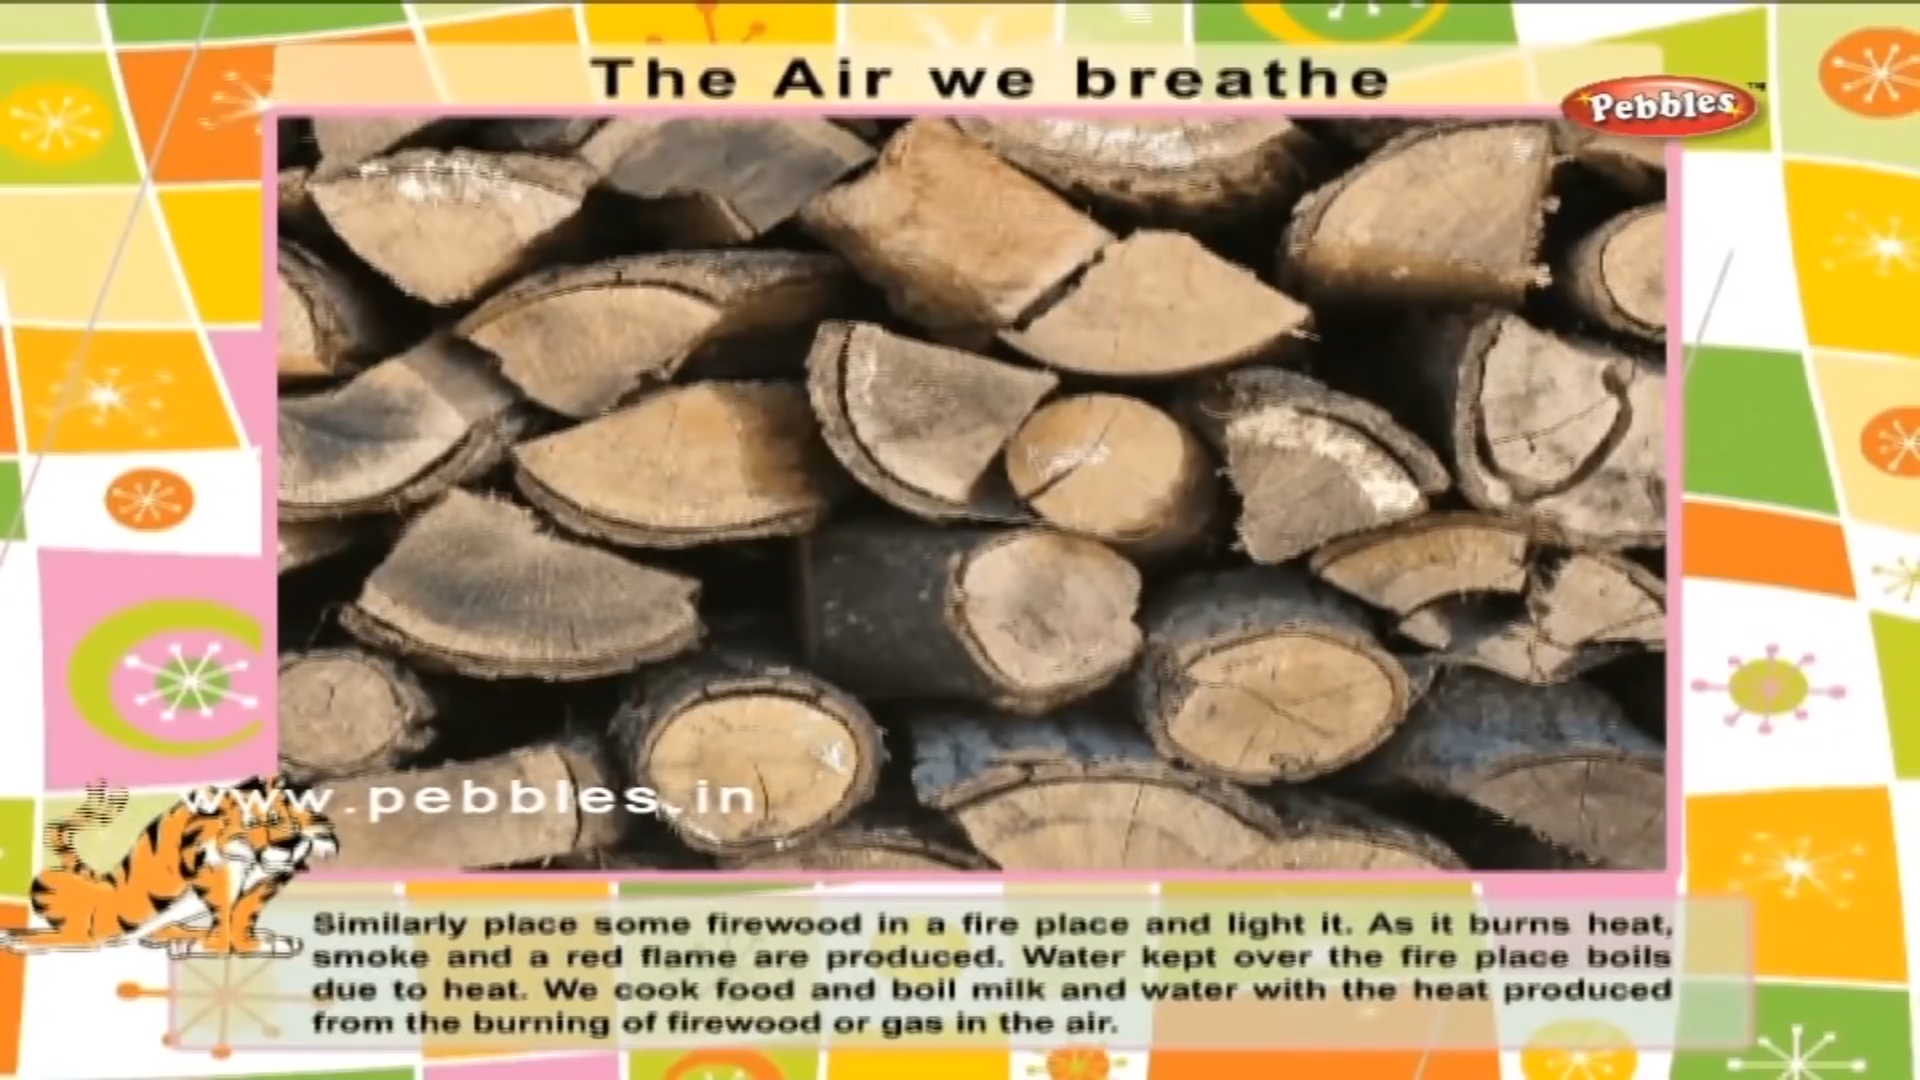 The Air we breathe
Pebbles™
www.pebbles.in
Similarly place some firewood in a fire place and light it. As it burns heat,
smoke and a red flame are produced. Water kept over the fire place boils
due to heat. We cook food and boil milk and water with the heat produced
from the burning of firewood or gas in the air.